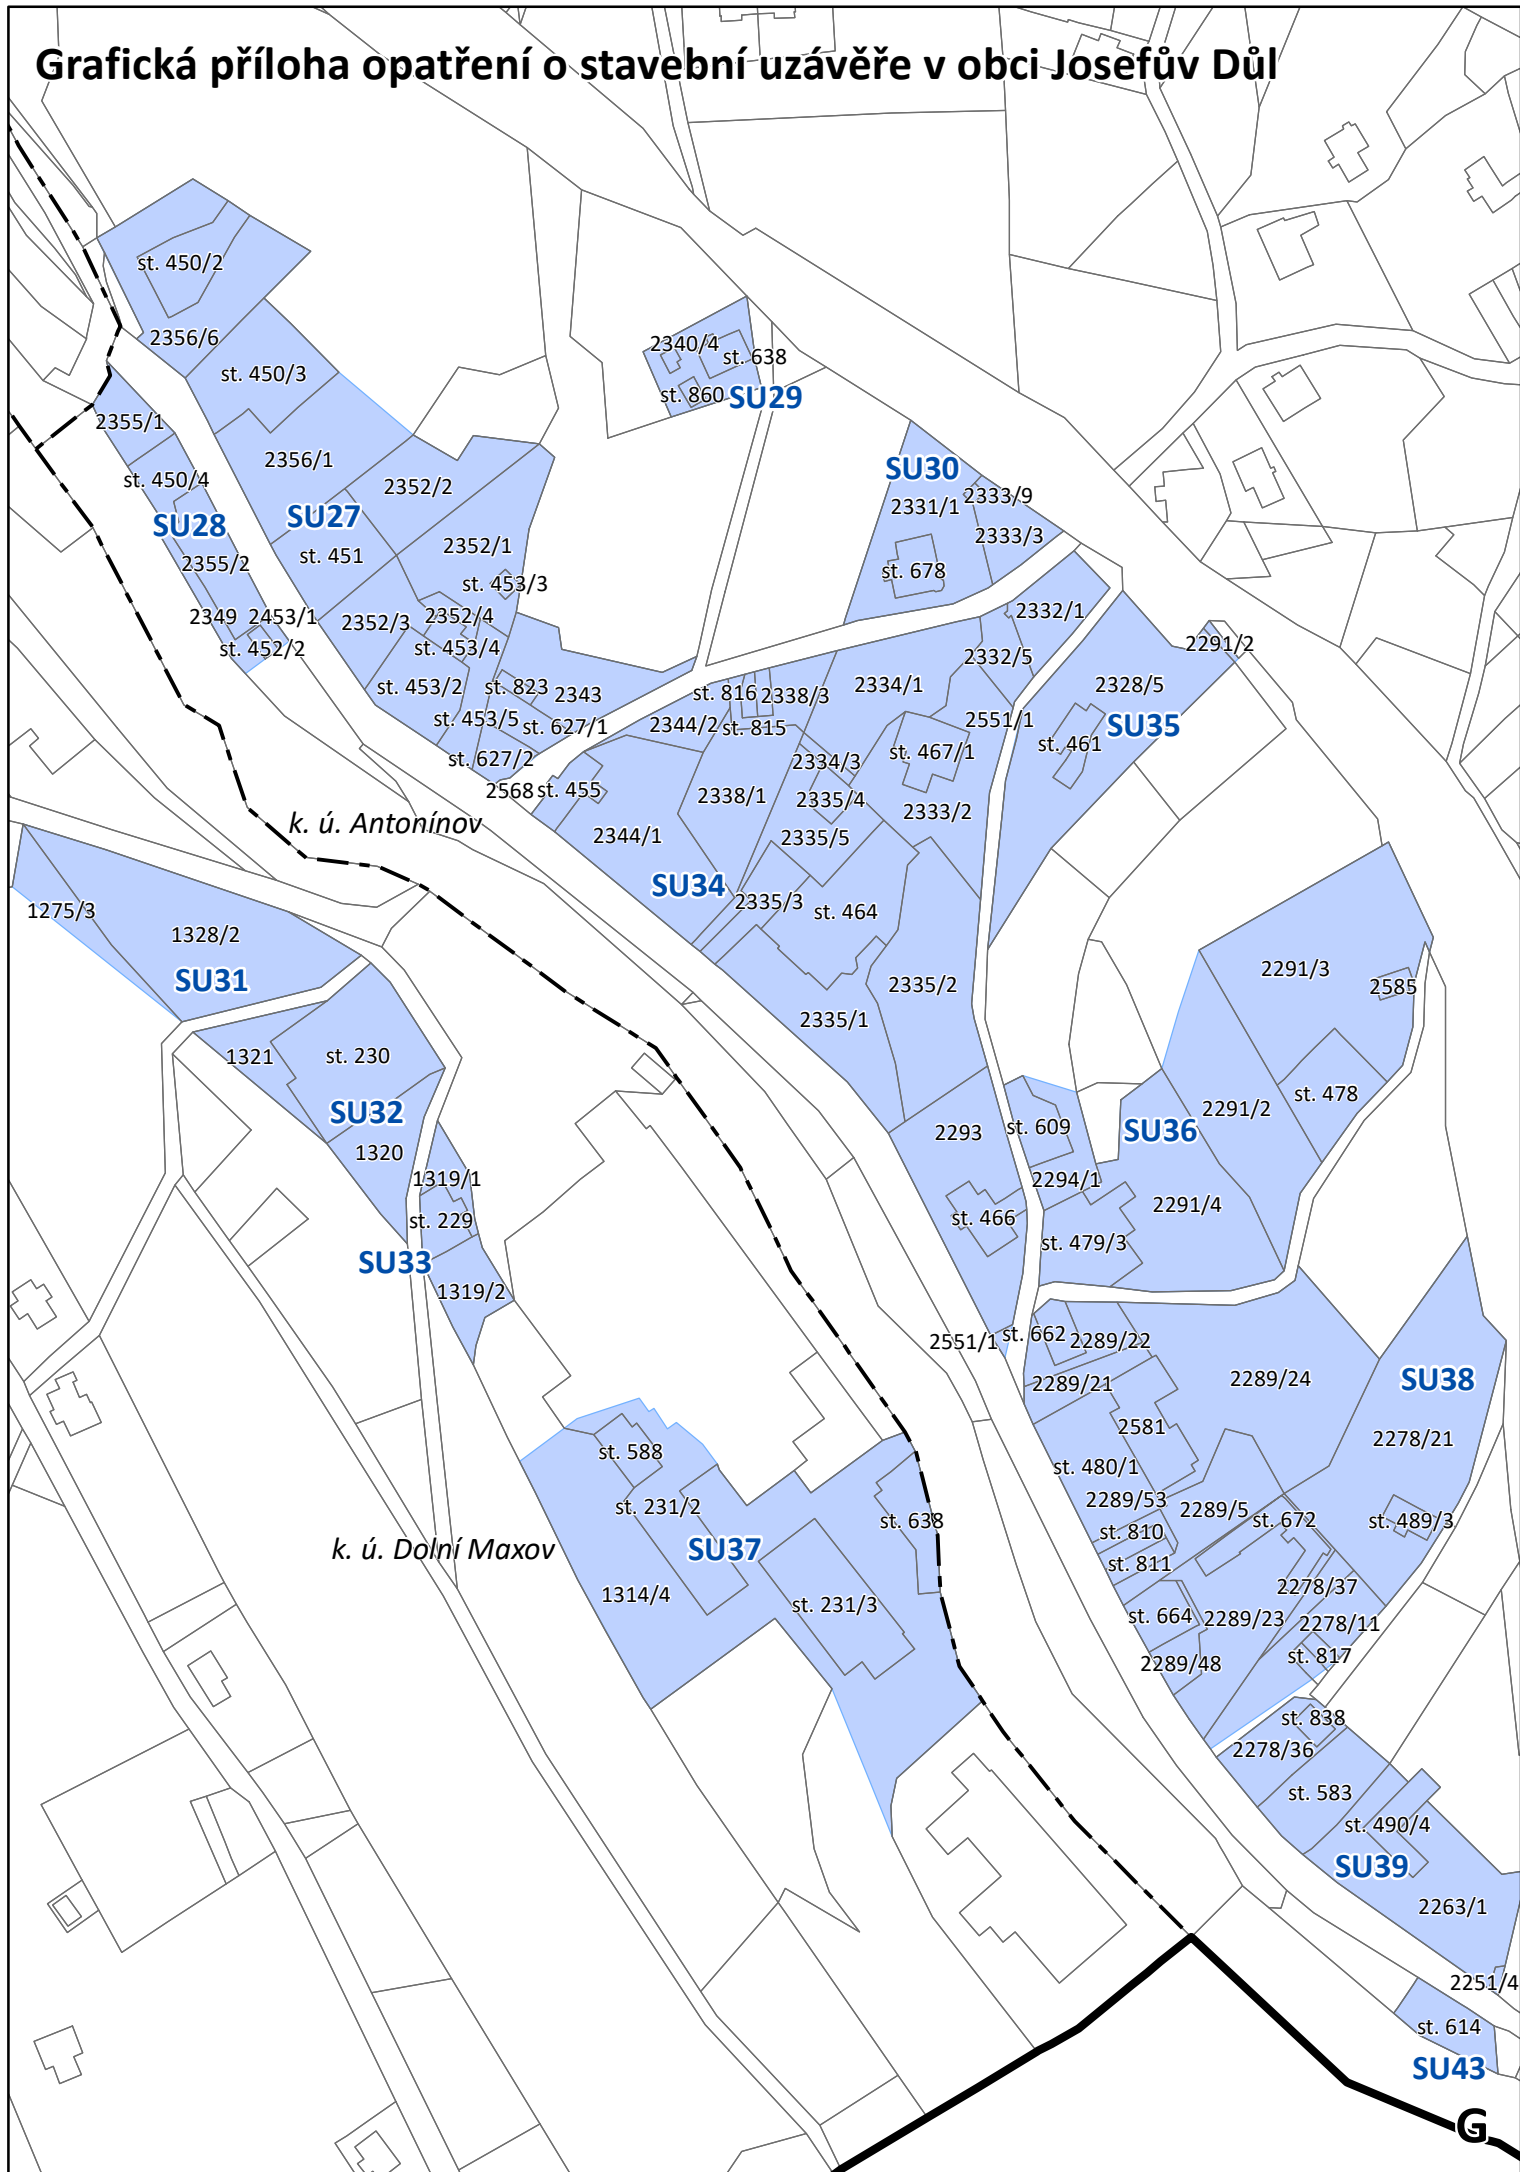 Grafická příloha opatření o stavební uzávěře v obci Josefův Důl
st. 450/2
2356/6
2340/4
st. 638
st. 450/3
st. 860
SU29
2355/1
2356/1
SU30
st. 450/4
2352/2
2333/9
2331/1
SU28
SU27
2333/3
2352/1
st. 451
2355/2
st. 678
st. 453/3
2349
2453/1
2352/3
2352/4
2332/1
st. 452/2
st. 453/4
2291/2
2332/5
st. 453/2
st. 823
2343
st. 816
2338/3
2334/1
2328/5
st. 453/5
st. 627/1
2344/2
st. 815
2551/1
SU35
st. 461
st. 467/1
st. 627/2
2334/3
2568
st. 455
2338/1
2335/4
2333/2
k. ú. Antonínov
2344/1
2335/5
SU34
2335/3
st. 464
1275/3
1328/2
SU31
2291/3
2585
2335/2
2335/1
1321
st. 230
SU32
st. 478
2291/2
2293
st. 609
SU36
1320
1319/1
2294/1
2291/4
st. 229
st. 466
st. 479/3
SU33
1319/2
2551/1
st. 662
2289/22
2289/21
2289/24
SU38
2581
2278/21
st. 588
st. 480/1
st. 231/2
2289/53
2289/5
st. 638
st. 672
st. 489/3
st. 810
k. ú. Dolní Maxov
SU37
st. 811
1314/4
2278/37
st. 231/3
st. 664
2289/23
2278/11
2289/48
st. 817
st. 838
2278/36
st. 583
st. 490/4
SU39
2263/1
2251/4
st. 614
SU43
G